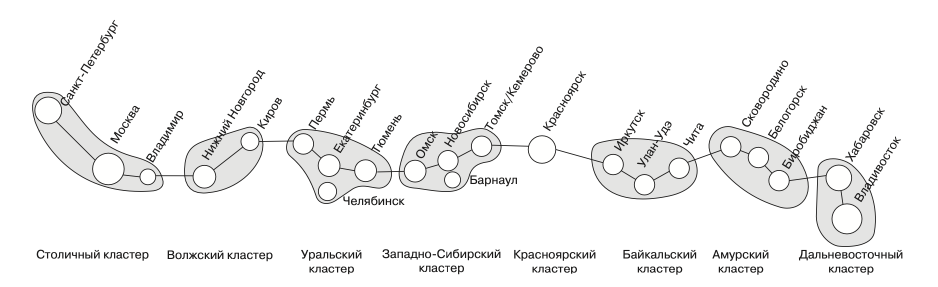 Санкт-Петербург
Москва
Владимир
Нижний Новгород
Киров
Пермь
Екатеринбург
Тюмень
Челябинск
Омск
Новосибирск
Томск/Кемерово
Барнаул
Красноярск
Иркутск
Улан-Удэ
Чита
Сковородино
Белогорск
Биробиджан
Хабаровск
Владивосток
Столичный кластер
Волжский кластер
Уральский
кластер
Западно-Сибирский
кластер
Красноярский
кластер
Байкальский
кластер
Амурский
кластер
Дальневосточный
кластер